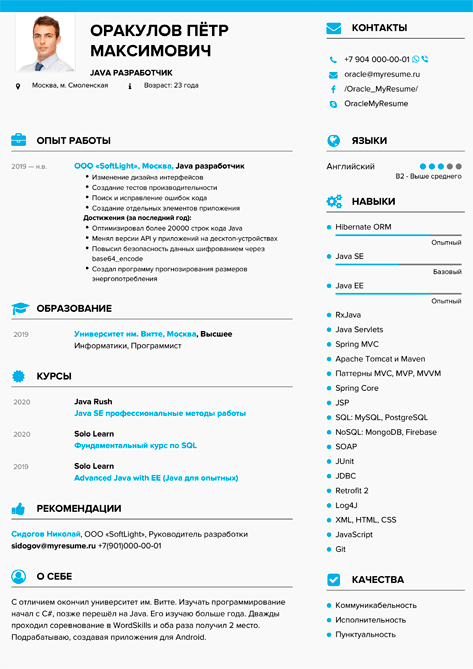 ОРАКУЛОВ ПЁТР
МАКСИМОВИЧ
JAVA РАЗРАБОТЧИК
Москва, м. Смоленская
Возраст: 23 года
ОПЫТ РАБОТЫ
2019 — н.в.
ООО «SoftLight», Москва, Java разработчик
Изменение дизайна интерфейсов
Создание тестов производительности
Поиск и исправление ошибок кода
Создание отдельных элементов приложения
Достижения (за последний год):
Оптимизировал более 20000 строк кода Java
Менял версии API у приложений на десктоп-устройствах
Повысил безопасность данных шифрованием через
base64_encode
Создал программу прогнозирования размеров
энергопотребления
ОБРАЗОВАНИЕ
2019
Университет им. Витте, Москва, Высшее
Информатики, Программист
КУРСЫ
2020
Java Rush
Java SE профессиональные методы работы
2020
Solo Learn
Фундаментальный курс по SQL
2019
Solo Learn
Advanced Java with EE (Java для опытных)
РЕКОМЕНДАЦИИ
Сидогов Николай, ООО «SoftLight», Руководитель разработки
sidogov@myresume.ru +7(901)000-00-01
О СЕБЕ
С отличием окончил университет им. Витте. Изучать программирование
начал с C#, позже перешёл на Java. Его изучаю больше года. Дважды
проходил соревнование в WordSkills и оба раза получил 2 место.
Подрабатываю, создавая приложения для Android.
КОНТАКТЫ
+7 904 000-00-01
oracle@myresume.ru
/Oracle_MyResume/
OracleMyResume
ЯЗЫКИ
Английский
B2 - Выше среднего
НАВЫКИ
Hibernate ORM
Опытный
Java SE
Базовый
Java EE
Опытный
RxJava
Java Servlets
Spring MVC
Apache Tomcat и Maven
Паттерны MVC, MVP, MVVM
Spring Core
JSP
SQL: MySQL, PostgreSQL
NoSQL: MongoDB, Firebase
SOAP
JUnit
JDBC
Retrofit 2
Log4J
XML, HTML, CSS
JavaScript
Git
КАЧЕСТВА
Коммуникабельность
Исполнительность
Пунктуальность